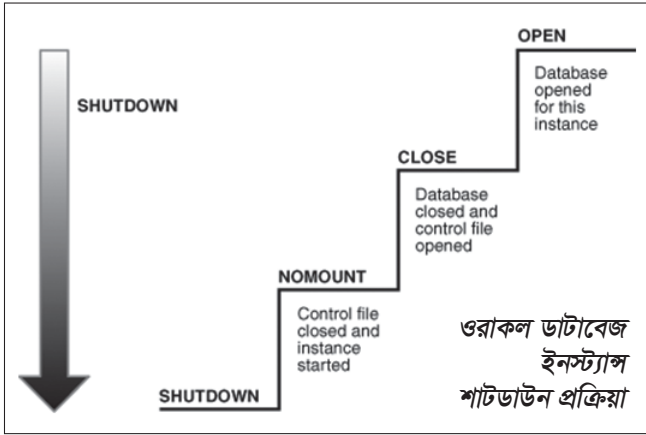 OPEN
Database
opened
for this
instance
SHUTDOWN
CLOSE
Database
closed and
control file
opened
NOMOUNT
Control file
closed and
instance
started
SHUTDOWN
ওরাকল ডাটাবেজ
ইনস্ট্যান্স
শাটডাউন প্রক্রিয়া